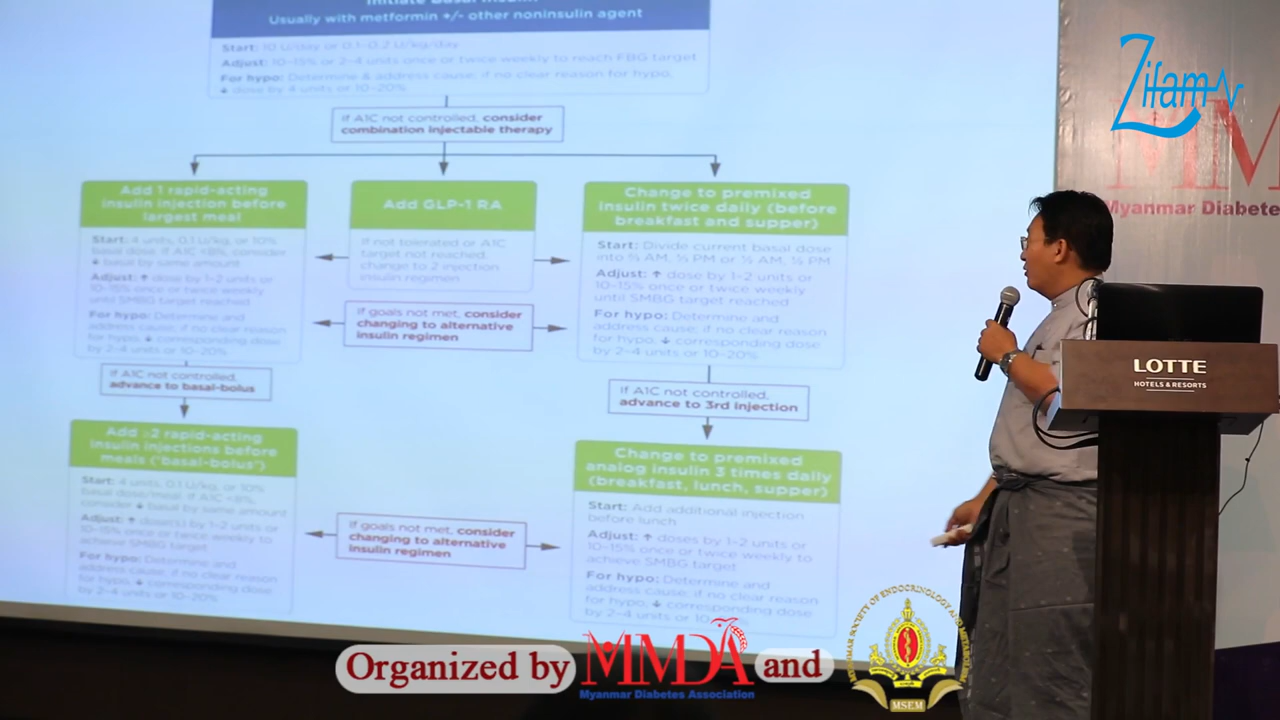 Initiate Basal Insulin
Usually with metformin +/- other noninsulin agent
Start: 10 U/day or 0.1-0.2 U/kg/day
Adjust: 10-15% or 2-4 units once or twice weekly to reach FBG target
For hypo: Determine & address cause; if no clear reason for hypo,
↓ dose by 4 units or 10-20%
If A1C not controlled, consider
combination injectable therapy
Add 1 rapid-acting
insulin injection before
largest meal
Start: 4 units, 0.1 U/kg, or 10%
basal dose. If A1C <8%, consider
↓ basal by same amount
Adjust: ↑ dose by 1-2 units or
10-15% once or twice weekly
until SMBG target reached
For hypo: Determine and
address cause; if no clear reason
for hypo, ↓ corresponding dose
by 2-4 units or 10-20%
Add GLP-1 RA
If not tolerated or A1C
target not reached,
change to 2 injection
insulin regimen
If goals not met, consider
changing to alternative
insulin regimen
Change to premixed
insulin twice daily (before
breakfast and supper)
Start: Divide current basal dose
into ⅔ AM, ⅓ PM or ½ AM, ½ PM
Adjust: ↑ dose by 1-2 units or
10-15% once or twice weekly
until SMBG target reached
For hypo: Determine and
address cause; if no clear reason
for hypo, ↓ corresponding dose
by 2-4 units or 10-20%
If A1C not controlled,
advance to basal-bolus
If A1C not controlled,
advance to 3rd injection
Add ≥2 rapid-acting
insulin injections before
meals ('basal-bolus')
Start: 4 units, 0.1 U/kg, or 10%
basal dose/meal. If A1C <8%,
consider ↓ basal by same amount
Adjust: ↑ dose(s) by 1-2 units or
10-15% once or twice weekly to
achieve SMBG target
For hypo: Determine and
address cause; if no clear reason
for hypo, ↓ corresponding dose
by 2-4 units or 10-20%
If goals not met, consider
changing to alternative
insulin regimen
Change to premixed
analog insulin 3 times daily
(breakfast, lunch, supper)
Start: Add additional injection
before lunch
Adjust: ↑ doses by 1-2 units or
10-15% once or twice weekly to
achieve SMBG target
For hypo: Determine and
address cause; if no clear reason
for hypo, ↓ corresponding dose
by 2-4 units or
Zifam
MM
Myanmar Diabetes
LOTTE
HOTELS & RESORTS
Organized by MMDA and
Myanmar Diabetes Association
MYANMAR SOCIETY OF ENDOCRINOLOGY AND METABOLISM
MSEM